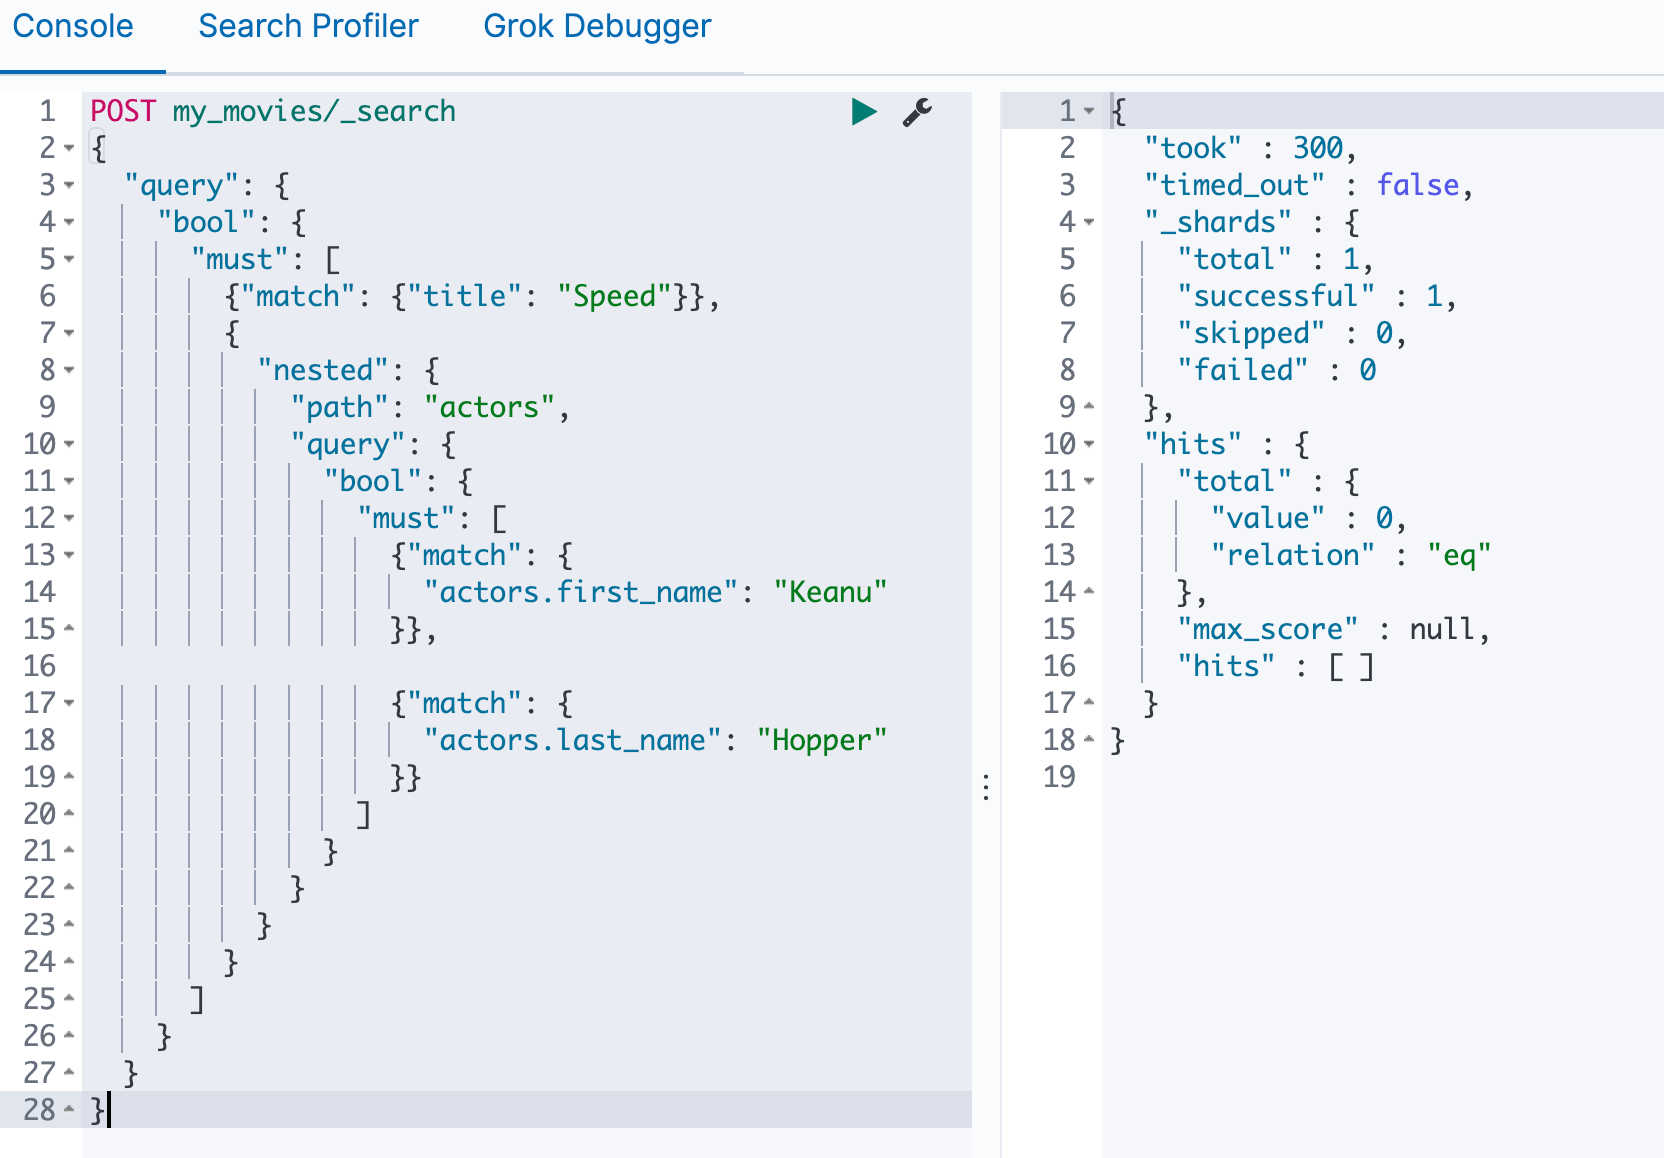 Console Search Profiler Grok Debugger
1 POST my_movies/_search
2 {
3 "query": {
4 "bool": {
5 "must": [
6 {"match": {"title": "Speed"}},
7 {
8 "nested": {
9 "path": "actors",
10 "query": {
11 "bool": {
12 "must": [
13 {"match": {
14 "actors.first_name": "Keanu"
15 }},
16
17 {"match": {
18 "actors.last_name": "Hopper"
19 }}
20 ]
21 }
22 }
23 }
24 }
25 ]
26 }
27 }
28 }
1 {
2 "took" : 300,
3 "timed_out" : false,
4 "_shards" : {
5 "total" : 1,
6 "successful" : 1,
7 "skipped" : 0,
8 "failed" : 0
9 },
10 "hits" : {
11 "total" : {
12 "value" : 0,
13 "relation" : "eq"
14 },
15 "max_score" : null,
16 "hits" : [ ]
17 }
18 }
19